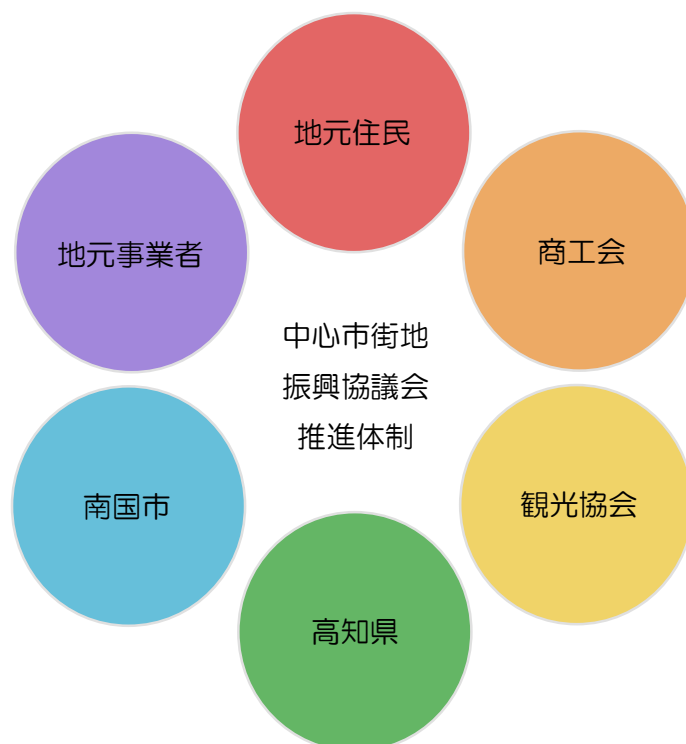 地元住民
地元事業者
商工会
中心市街地
振興協議会
推進体制
南国市
観光協会
高知県